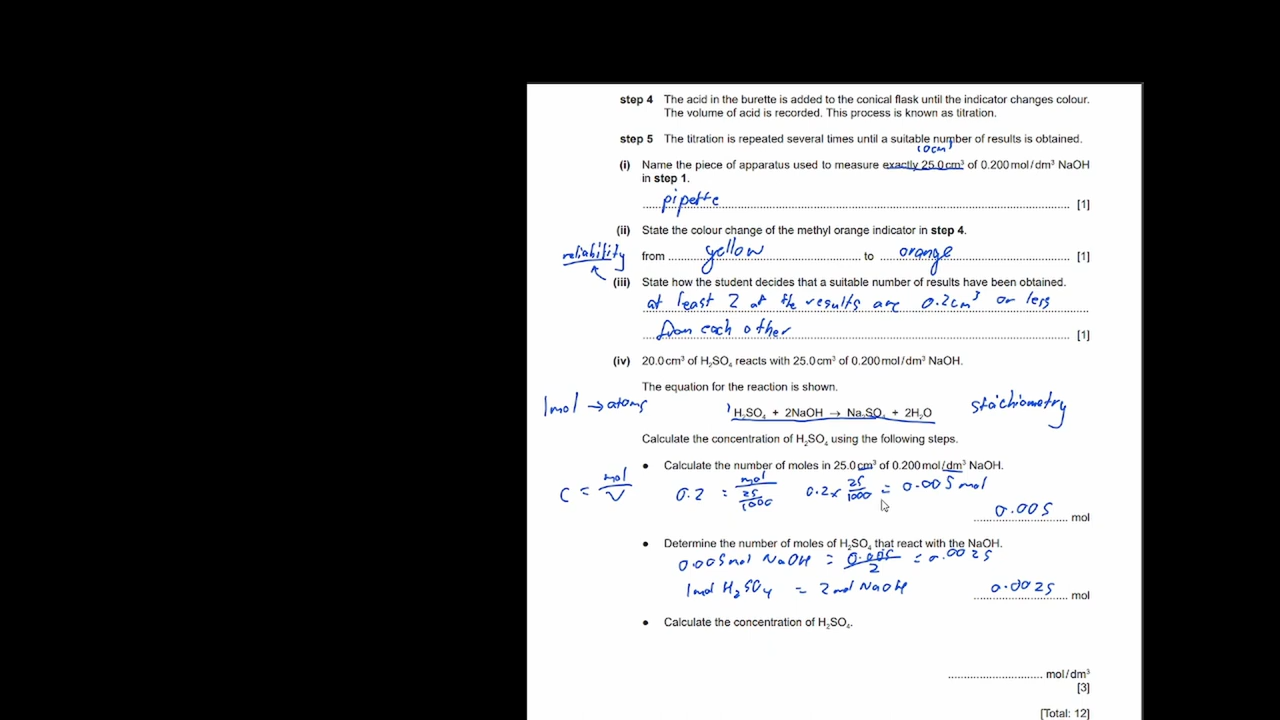 step 4 The acid in the burette is added to the conical flask until the indicator changes colour.
The volume of acid is recorded. This process is known as titration.
step 5 The titration is repeated several times until a suitable number of results is obtained.
10cm³
(i) Name the piece of apparatus used to measure exactly 25.0 cm³ of 0.200 mol/dm³ NaOH
in step 1.
pipette [1]
(ii) State the colour change of the methyl orange indicator in step 4.
reliability from yellow to orange [1]
(iii) State how the student decides that a suitable number of results have been obtained.
at least 2 of the results are 0.2cm³ or less
from each other [1]
(iv) 20.0 cm³ of H₂SO₄ reacts with 25.0 cm³ of 0.200 mol/dm³ NaOH.
The equation for the reaction is shown.
1mol → atoms 1 H₂SO₄ + 2NaOH → Na₂SO₄ + 2H₂O stoichiometry
Calculate the concentration of H₂SO₄ using the following steps.
• Calculate the number of moles in 25.0 cm³ of 0.200 mol/dm³ NaOH.
C = mol/V 0.2 = mol/(25/1000) 0.2 × 25/1000 = 0.005 mol
0.005 mol
• Determine the number of moles of H₂SO₄ that react with the NaOH.
0.005mol NaOH = 0.005/2 = 0.0025
1mol H₂SO₄ = 2mol NaOH 0.0025 mol
• Calculate the concentration of H₂SO₄.
mol/dm³
[3]
[Total: 12]